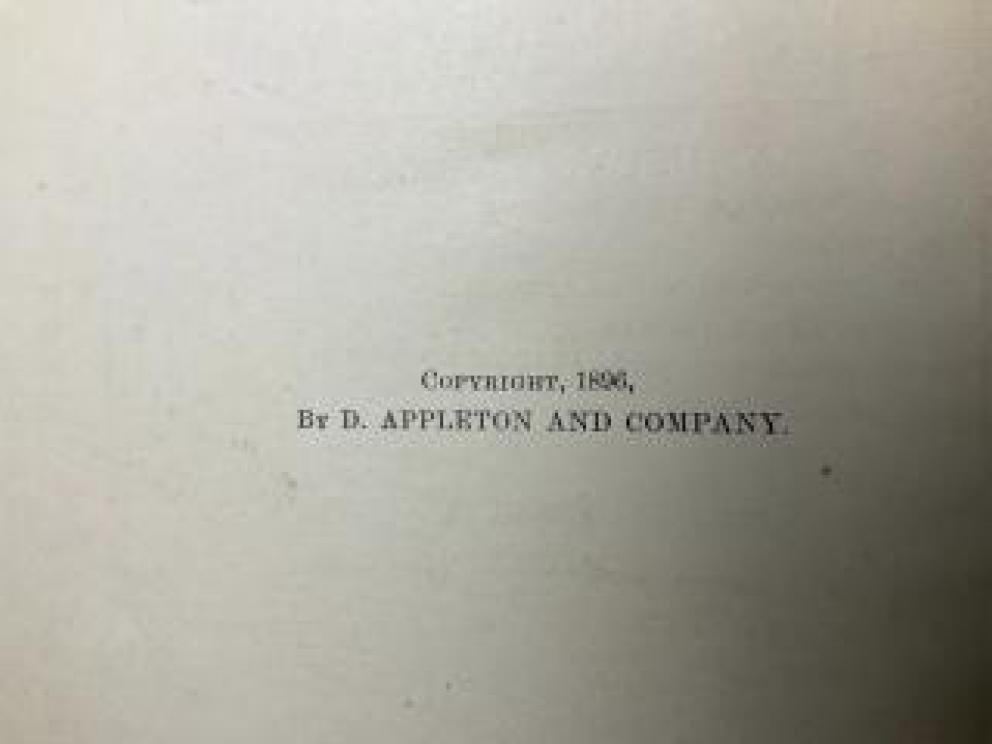 Copyright, 1896,
By D. APPLETON AND COMPANY.